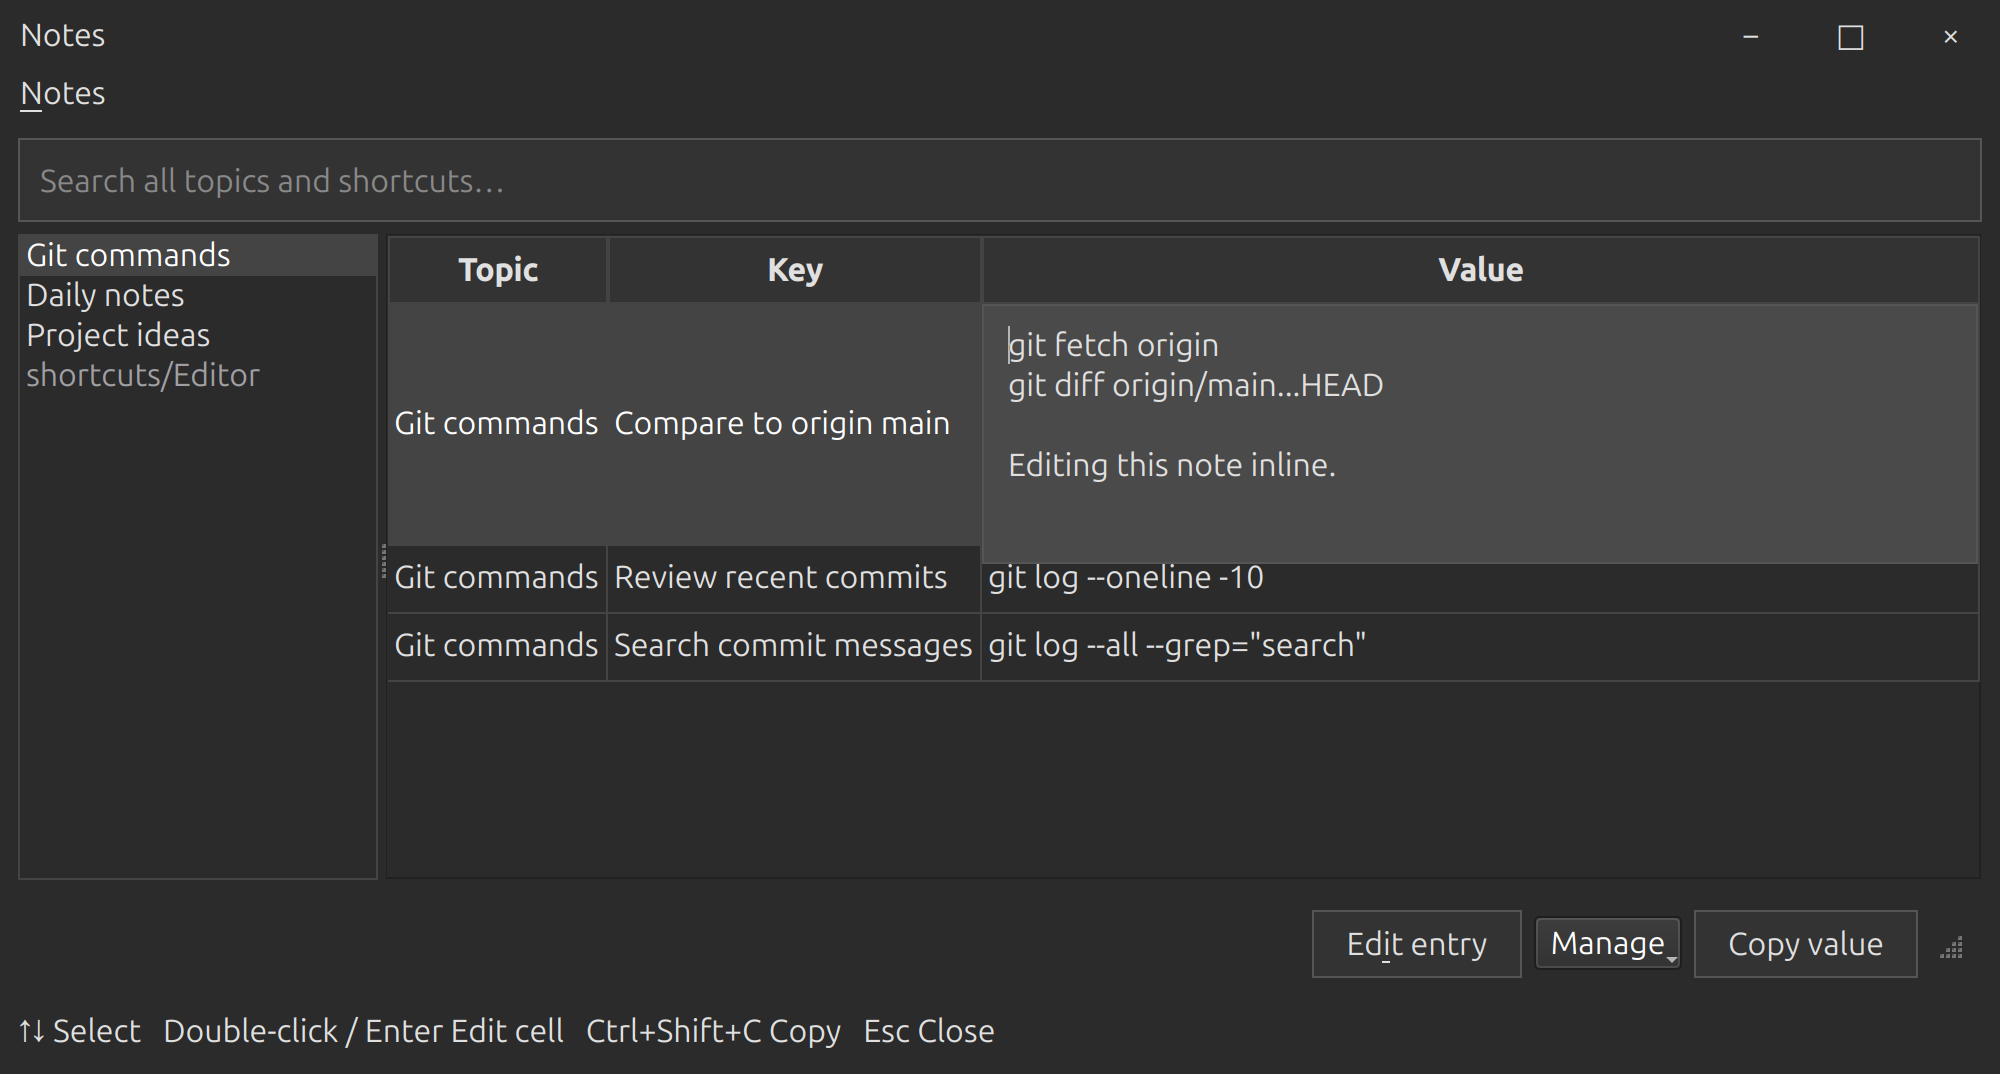 Notes
Notes
Search all topics and shortcuts…
Git commands
Daily notes
Project ideas
shortcuts/Editor
Topic Key Value
Git commands Compare to origin main
git fetch origin
git diff origin/main...HEAD
Editing this note inline.
Git commands Review recent commits git log --oneline -10
Git commands Search commit messages git log --all --grep="search"
Edit entry Manage Copy value
↑↓ Select Double-click / Enter Edit cell Ctrl+Shift+C Copy Esc Close